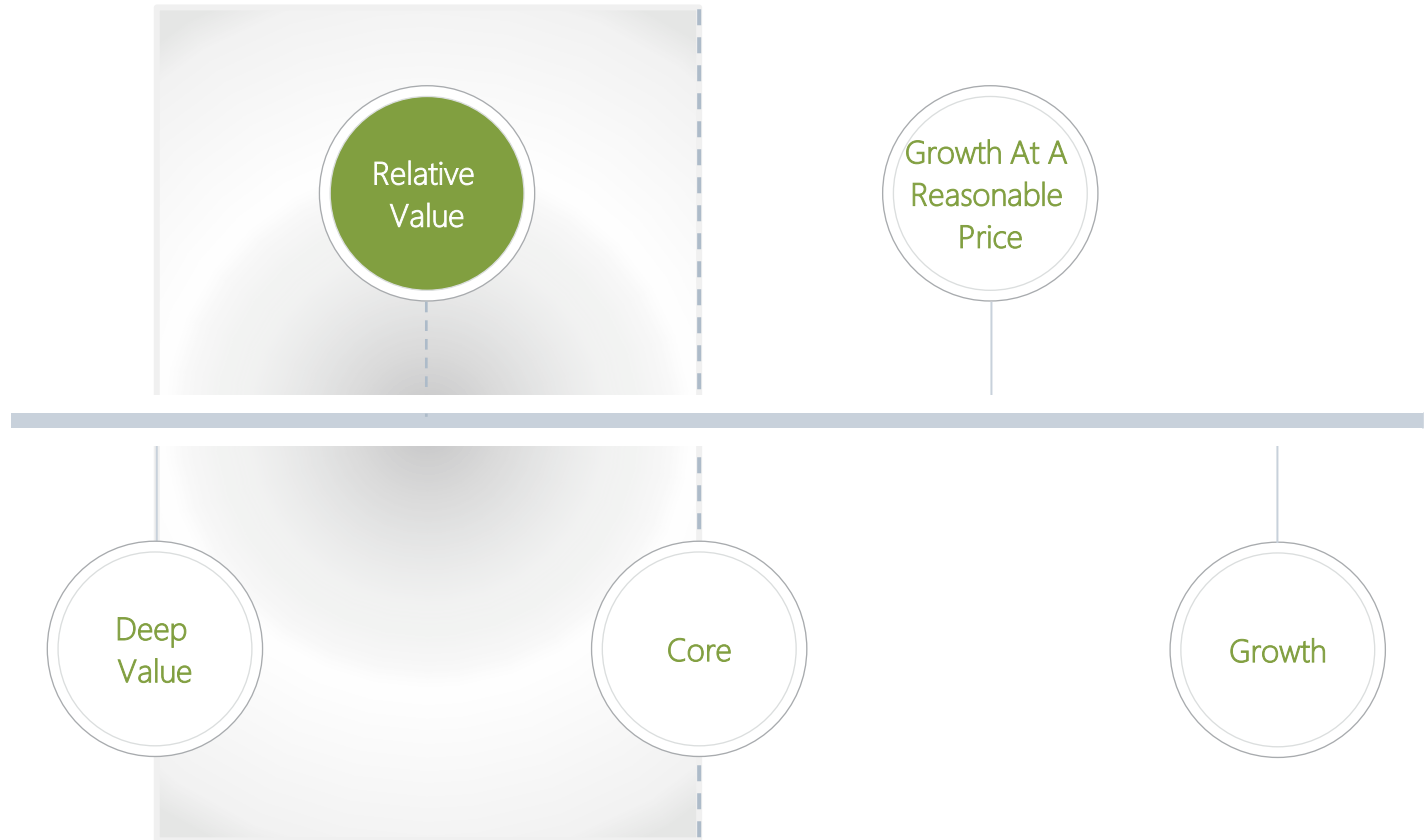 Relative
Value
Growth At A
Reasonable
Price
Deep
Value
Core
Growth